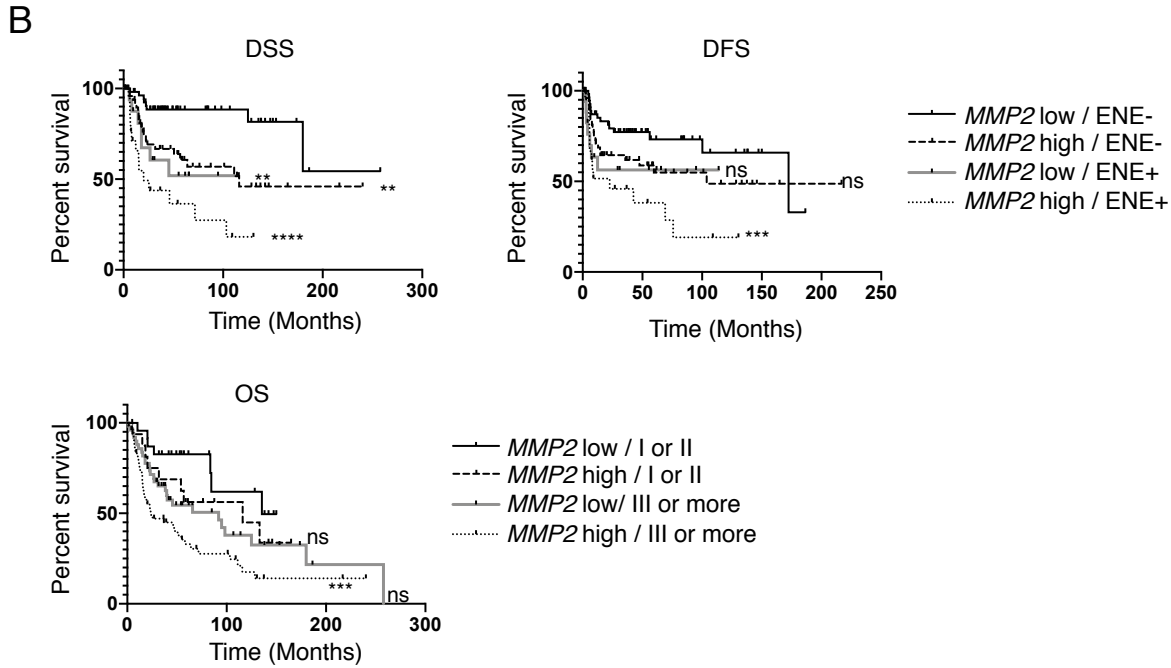 B
DSS
Percent survival
100
50
0
**
**
****
0 100 200 300
Time (Months)
DFS
Percent survival
100
50
0
ns
ns
***
0 50 100 150 200 250
Time (Months)
MMP2 low / ENE-
MMP2 high / ENE-
MMP2 low / ENE+
MMP2 high / ENE+
OS
Percent survival
100
50
0
ns
***
ns
0 100 200 300
Time (Months)
MMP2 low / I or II
MMP2 high / I or II
MMP2 low/ III or more
MMP2 high / III or more